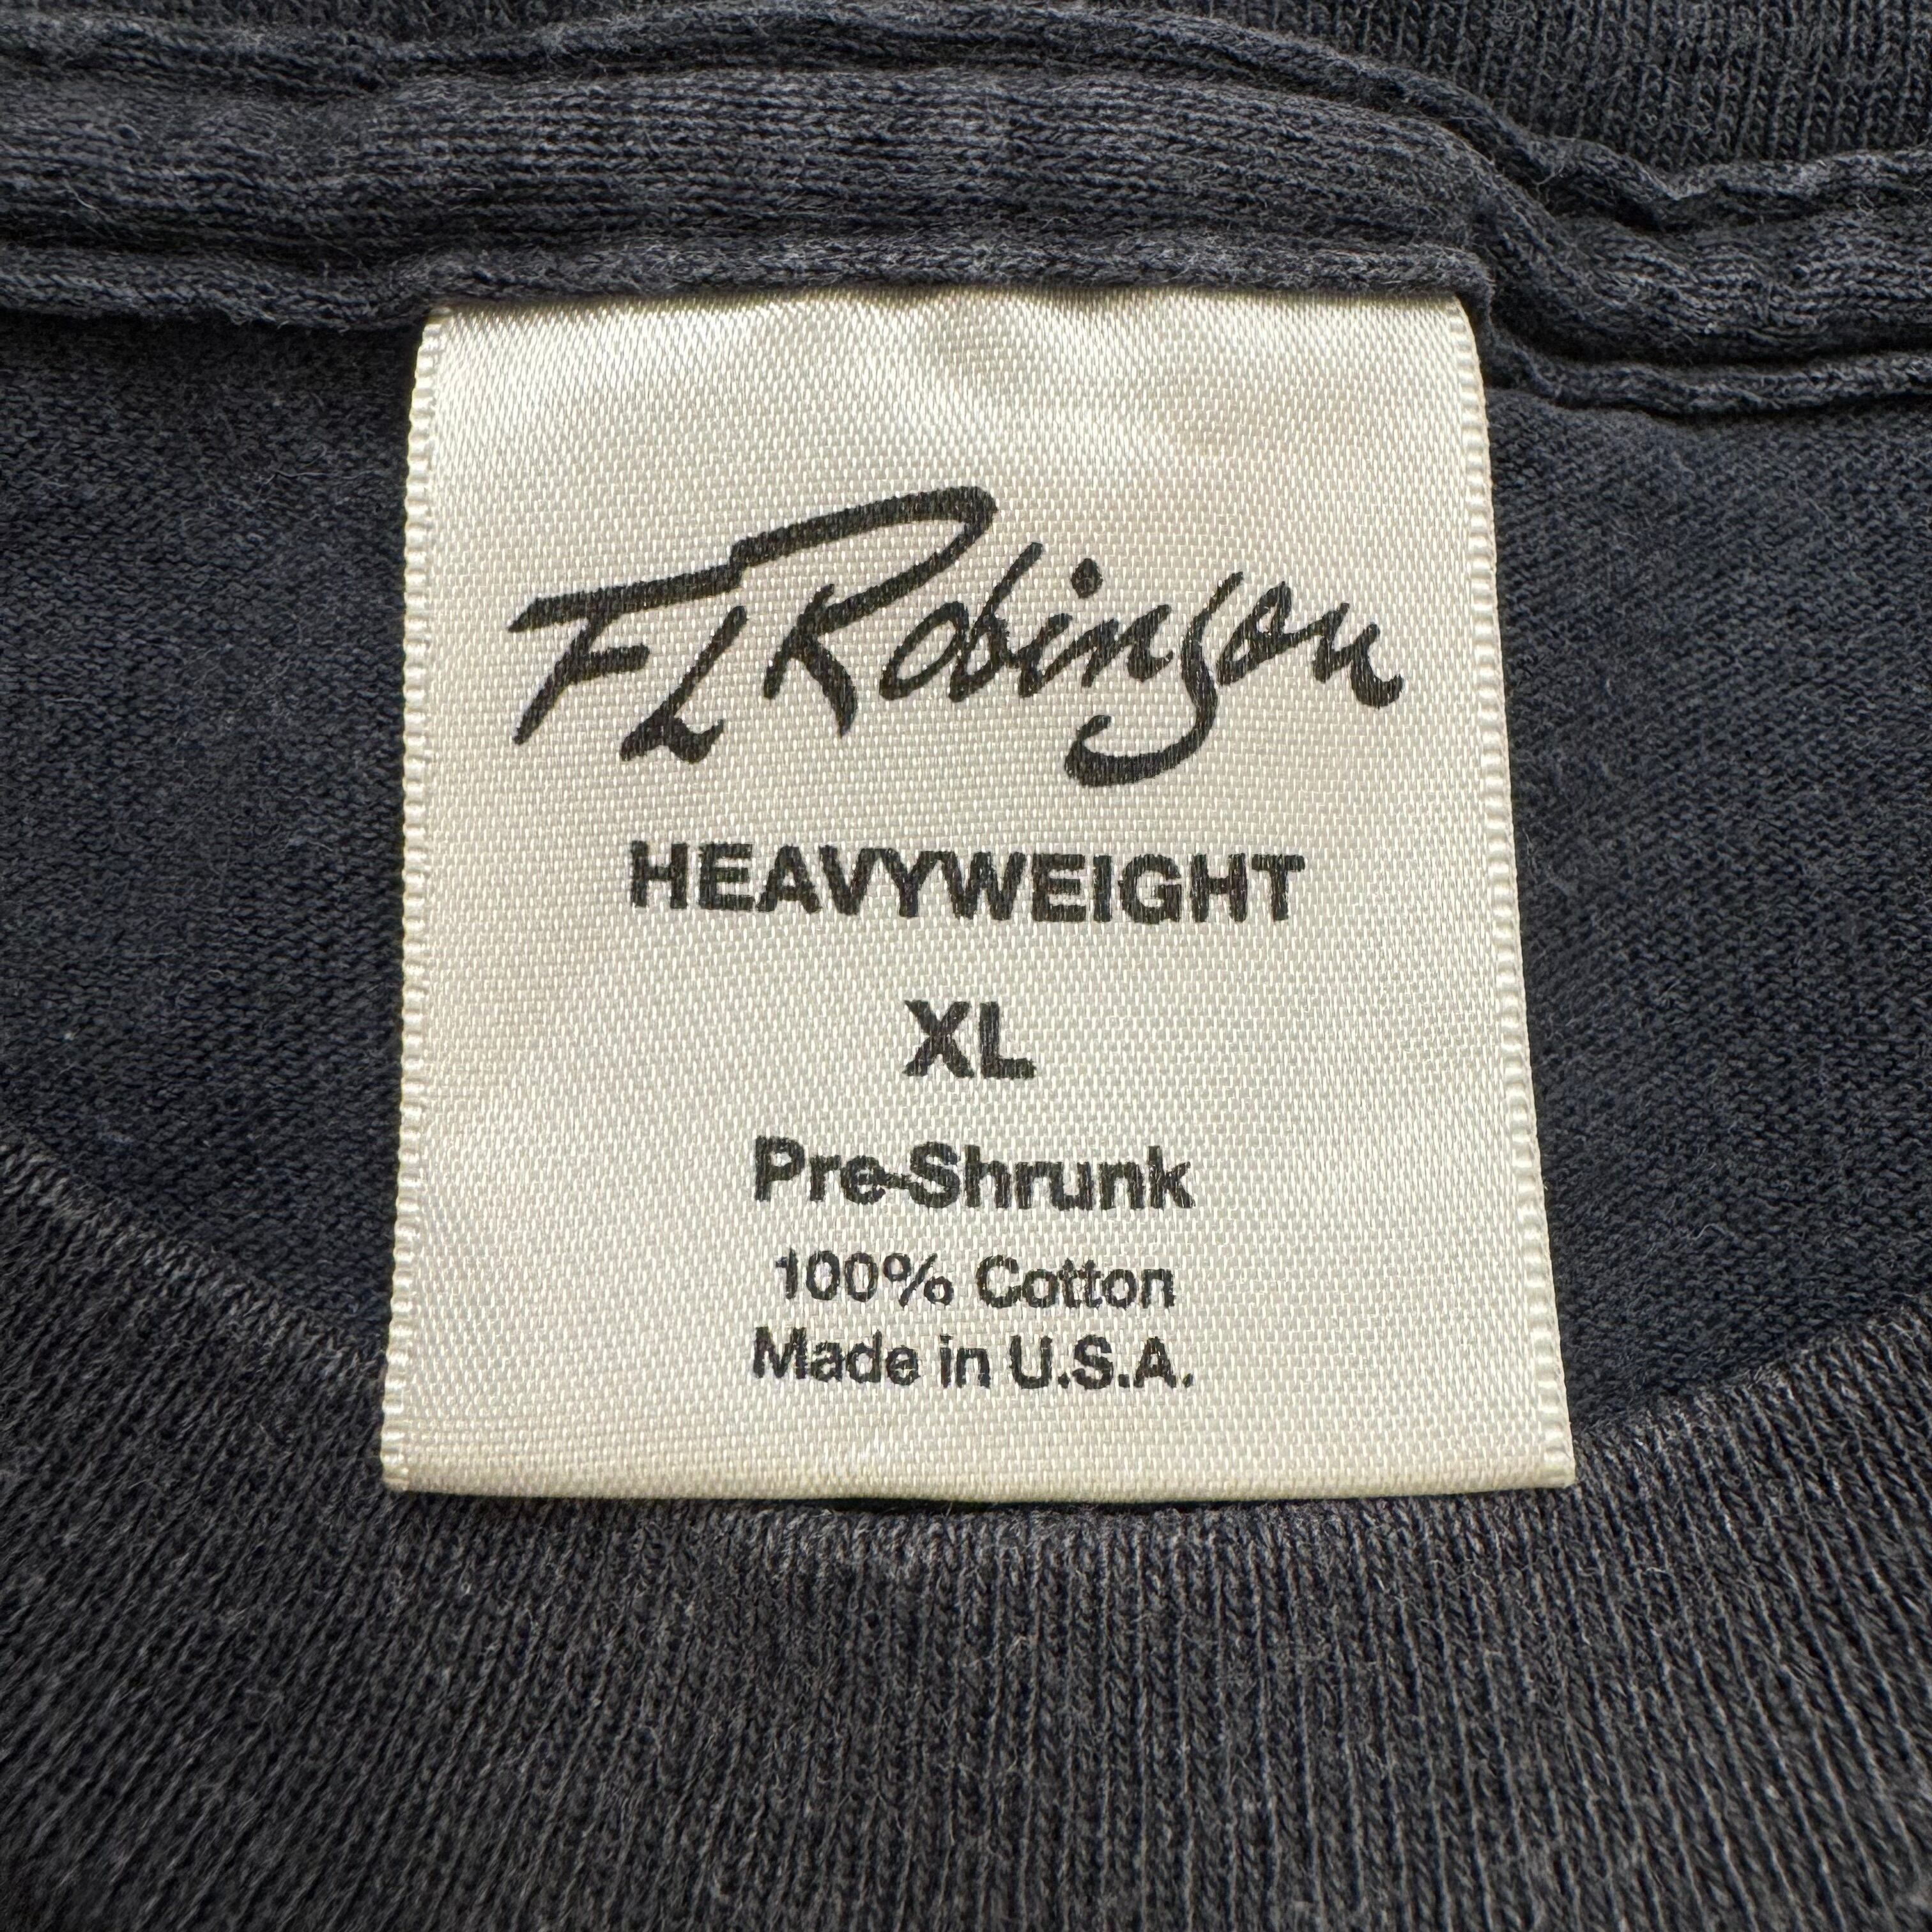 FL Robinson
HEAVYWEIGHT
XL
Pre-Shrunk
100% Cotton
Made in U.S.A.